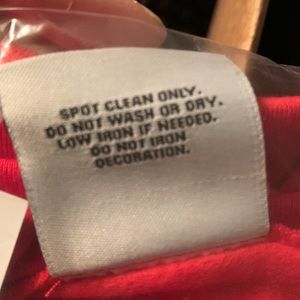 SPOT CLEAN ONLY.
DO NOT WASH OR DRY.
LOW IRON IF NEEDED.
DO NOT IRON
DECORATION.